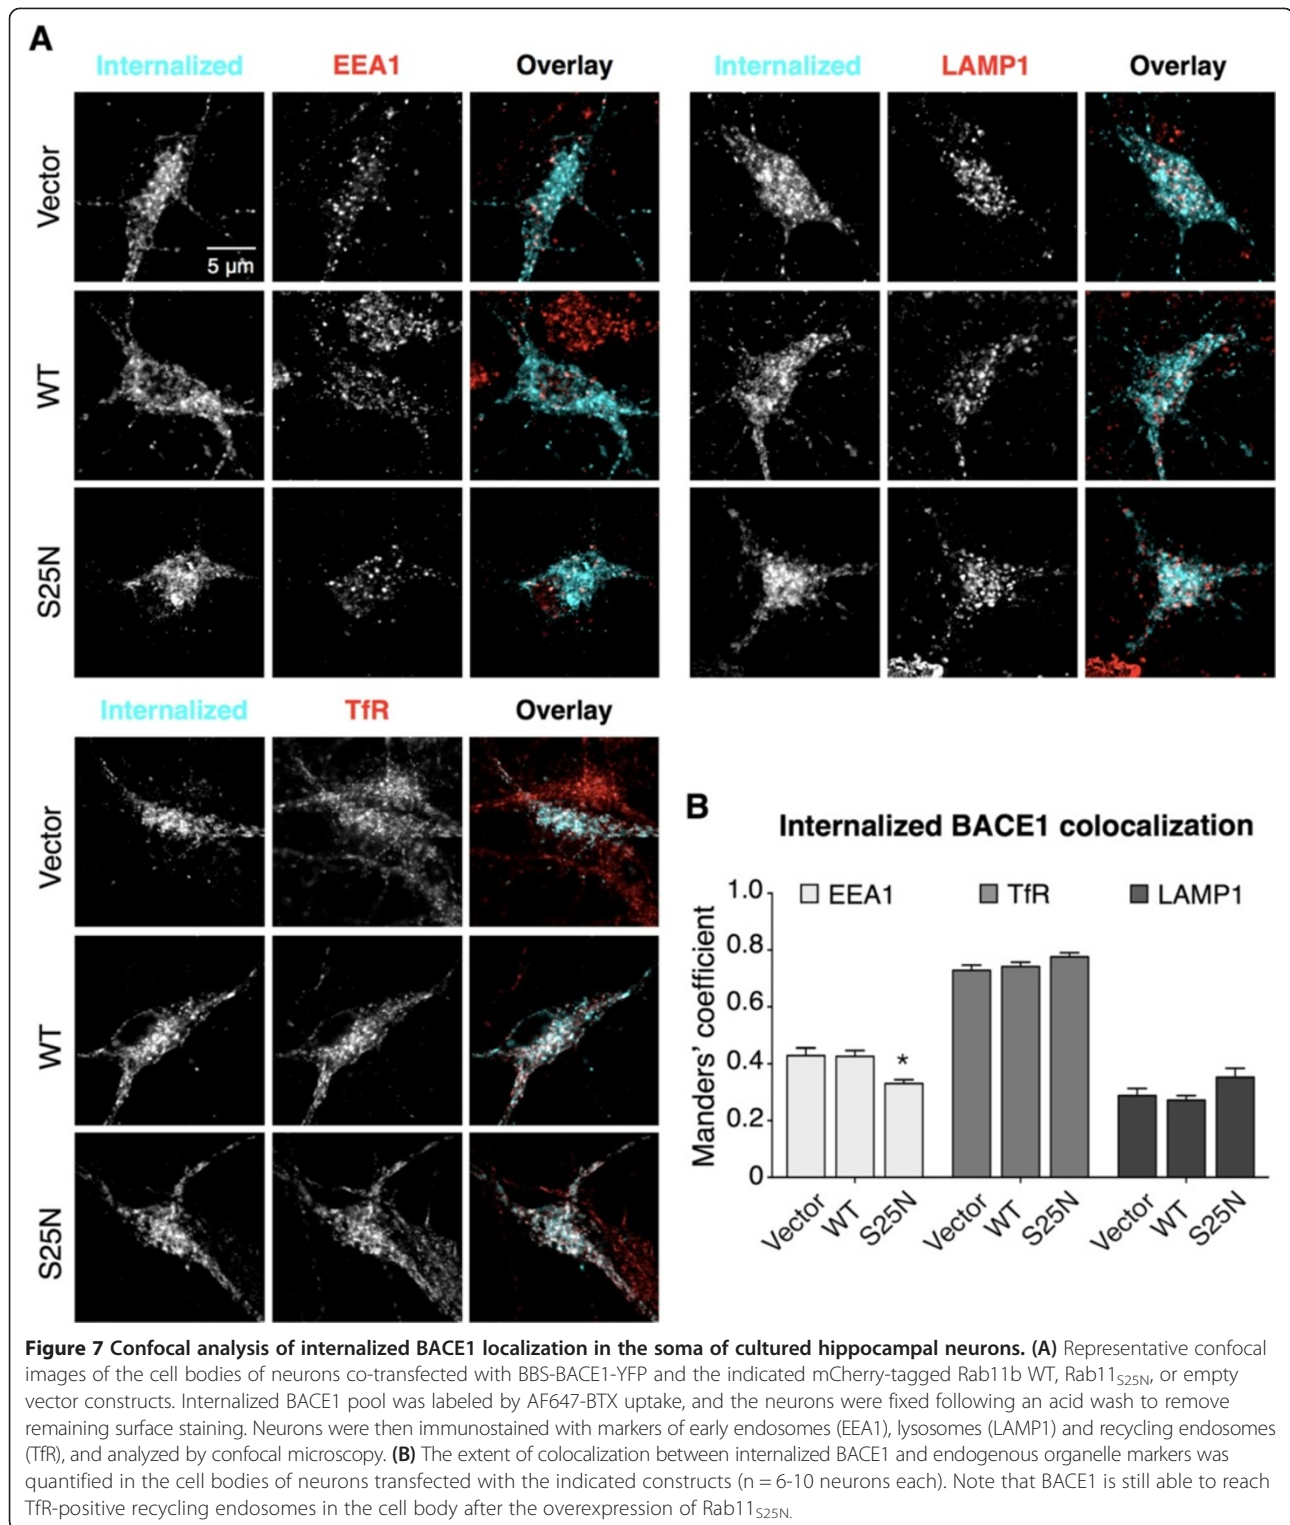 A
Internalized EEA1 Overlay Internalized LAMP1 Overlay
Vector
5 µm
WT
S25N
Internalized TfR Overlay
Vector
WT
S25N
B
Internalized BACE1 colocalization
EEA1 TfR LAMP1
Manders' coefficient
1.0
0.8
0.6
0.4
0.2
0
*
Vector WT S25N Vector WT S25N Vector WT S25N
Figure 7 Confocal analysis of internalized BACE1 localization in the soma of cultured hippocampal neurons. (A) Representative confocal
images of the cell bodies of neurons co-transfected with BBS-BACE1-YFP and the indicated mCherry-tagged Rab11b WT, Rab11S25N, or empty
vector constructs. Internalized BACE1 pool was labeled by AF647-BTX uptake, and the neurons were fixed following an acid wash to remove
remaining surface staining. Neurons were then immunostained with markers of early endosomes (EEA1), lysosomes (LAMP1) and recycling endosomes
(TfR), and analyzed by confocal microscopy. (B) The extent of colocalization between internalized BACE1 and endogenous organelle markers was
quantified in the cell bodies of neurons transfected with the indicated constructs (n = 6-10 neurons each). Note that BACE1 is still able to reach
TfR-positive recycling endosomes in the cell body after the overexpression of Rab11S25N.